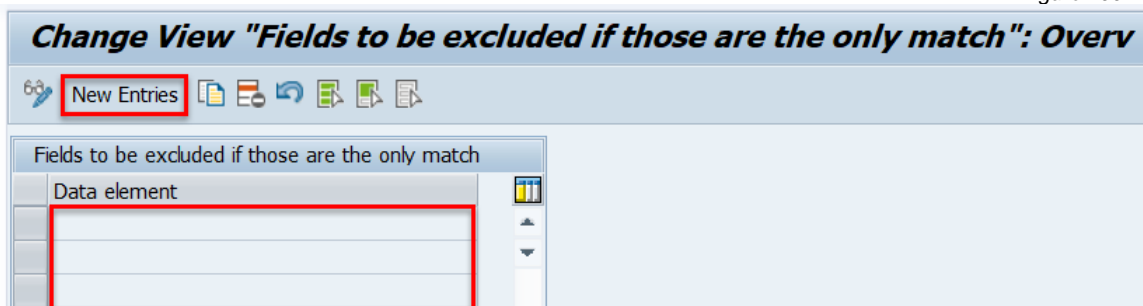 Change View "Fields to be excluded if those are the only match": Overv
New Entries
Fields to be excluded if those are the only match
Data element